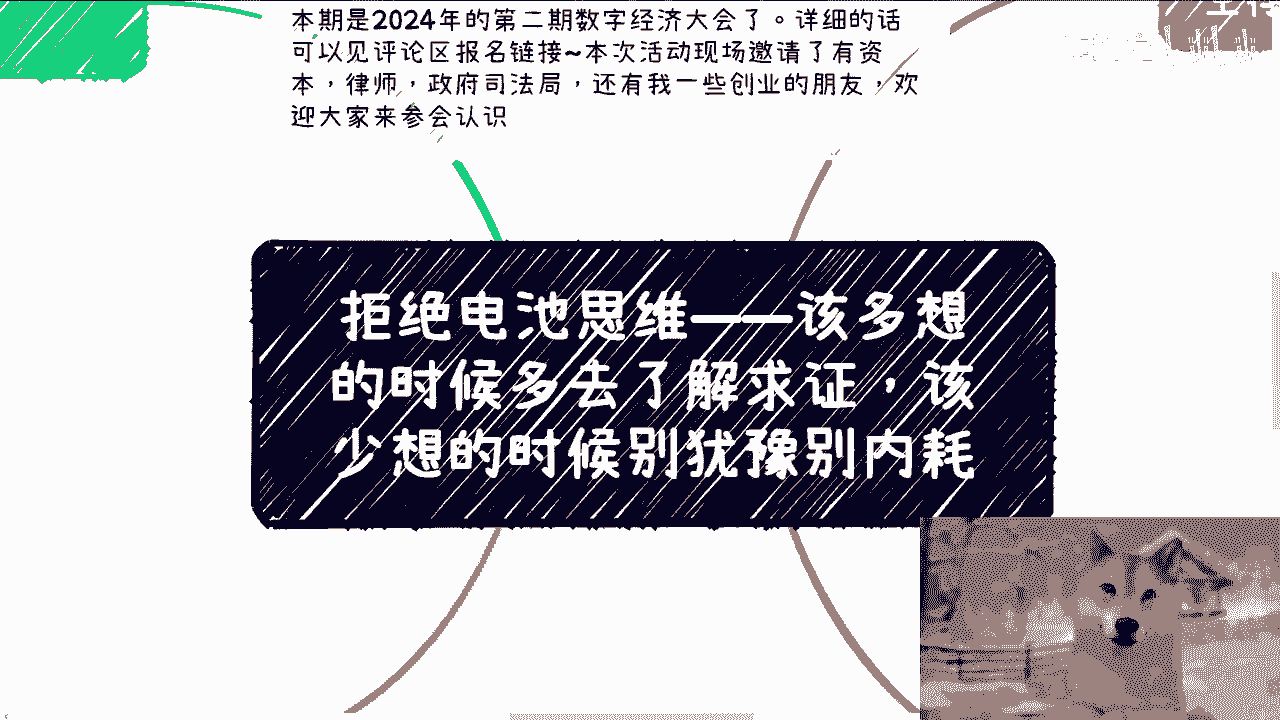 本期是2024年的第二期数字经济大会了。详细的话
可以见评论区报名链接~本次活动现场邀请了有资
本，律师，政府司法局，还有我一些创业的朋友，欢
迎大家来参会认识
拒绝电池思维——该多想
的时候多去了解求证，该
少想的时候别犹豫别内耗